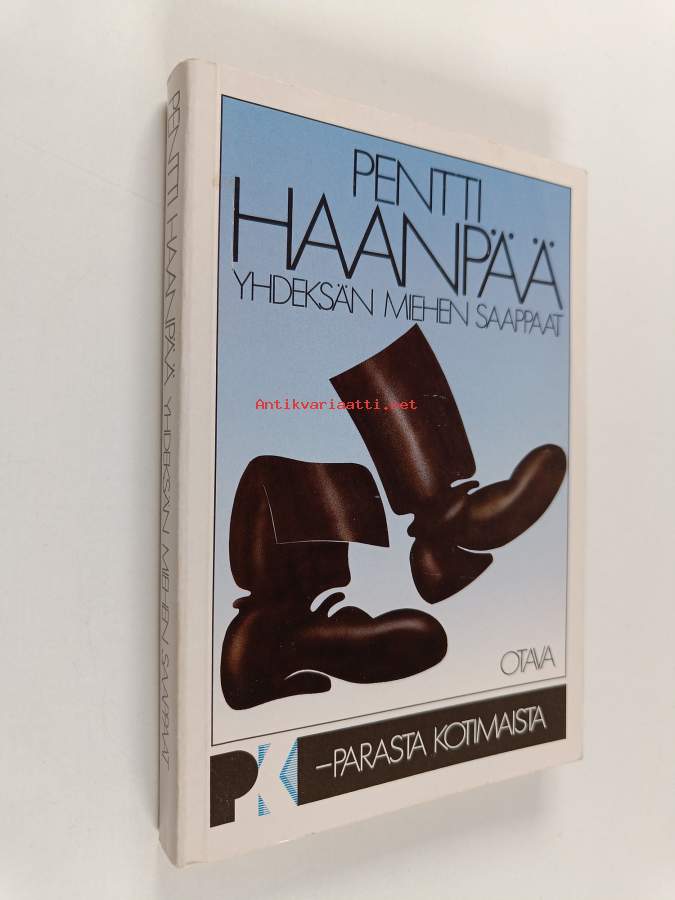 PENTTI HAANPÄÄ YHDEKSÄN MIEHEN SAAPPAAT
PENTTI
HAANPÄÄ
YHDEKSÄN MIEHEN SAAPPAAT
Antikvariaatti.net
OTAVA
PK –PARASTA KOTIMAISTA